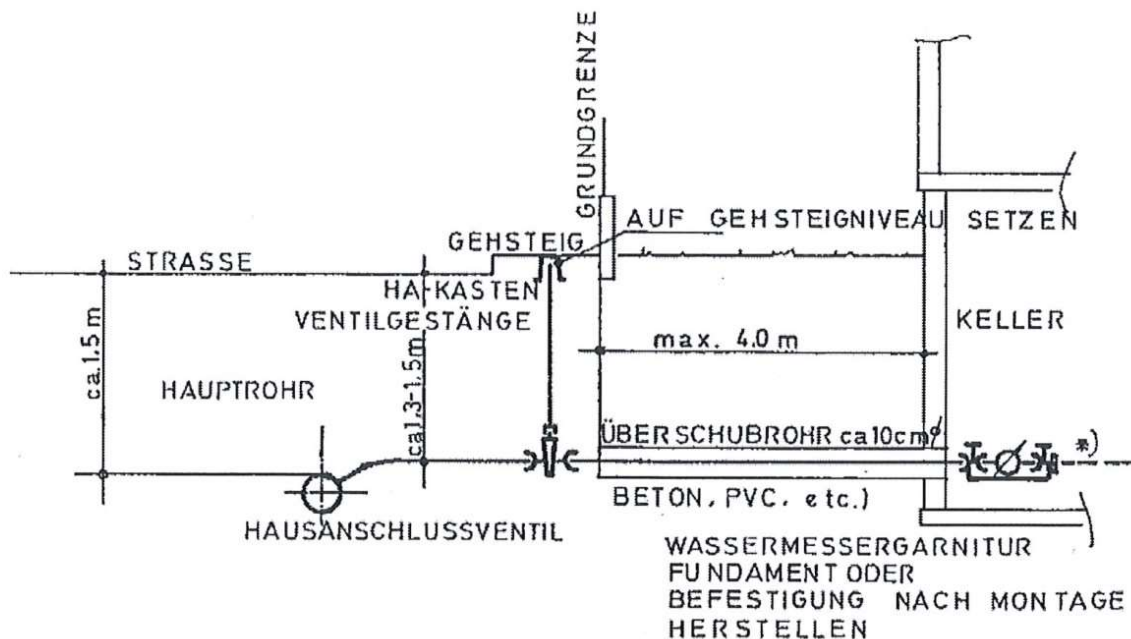 GRUNDGRENZE
AUF GEHSTEIGNIVEAU SETZEN
GEHSTEIG
STRASSE
HA-KASTEN
VENTILGESTÄNGE
KELLER
max. 4.0 m
ca. 1.5 m
HAUPTROHR
ca 1.3-1.5m
ÜBERSCHUBROHR ca 10cm ⌀
*)
BETON, PVC. etc.)
HAUSANSCHLUSSVENTIL
WASSERMESSERGARNITUR
FUNDAMENT ODER
BEFESTIGUNG NACH MONTAGE
HERSTELLEN